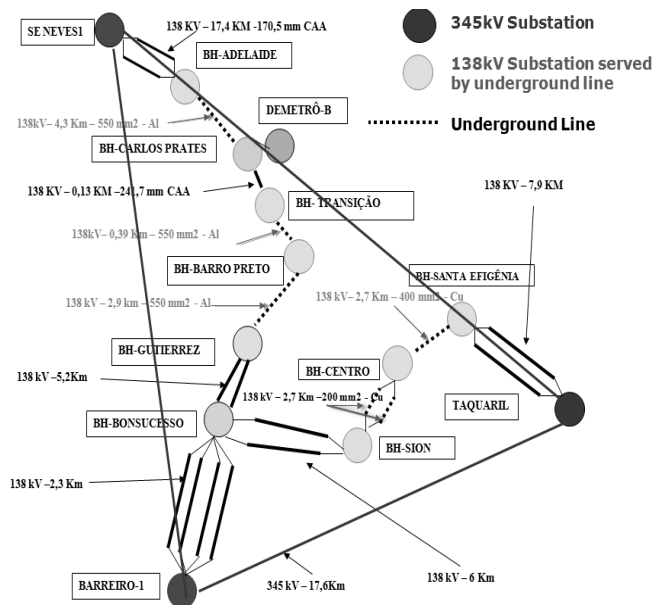 SE NEVES1
138 KV – 17,4 KM -170,5 mm CAA
BH-ADELAIDE
345kV Substation
138kV Substation served
by underground line
Underground Line
138kV – 4,3 Km – 550 mm2 - Al
DEMETRÔ-B
BH-CARLOS PRATES
138 KV – 0,13 KM –241,7 mm CAA
BH- TRANSIÇÃO
138 KV – 7,9 KM
138kV– 0,39 Km – 550 mm2 - Al
BH-BARRO PRETO
BH-SANTA EFIGÊNIA
138 kV – 2,9 km – 550 mm2 – Al
138 kV – 2,7 Km – 400 mm2 - Cu
BH-GUTIERREZ
BH-CENTRO
138 kV –5,2Km
138 kV – 2,7 Km –200 mm2 - Cu
TAQUARIL
BH-BONSUCESSO
BH-SION
138 kV –2,3 Km
BARREIRO-1
345 kV – 17,6Km
138 kV – 6 Km